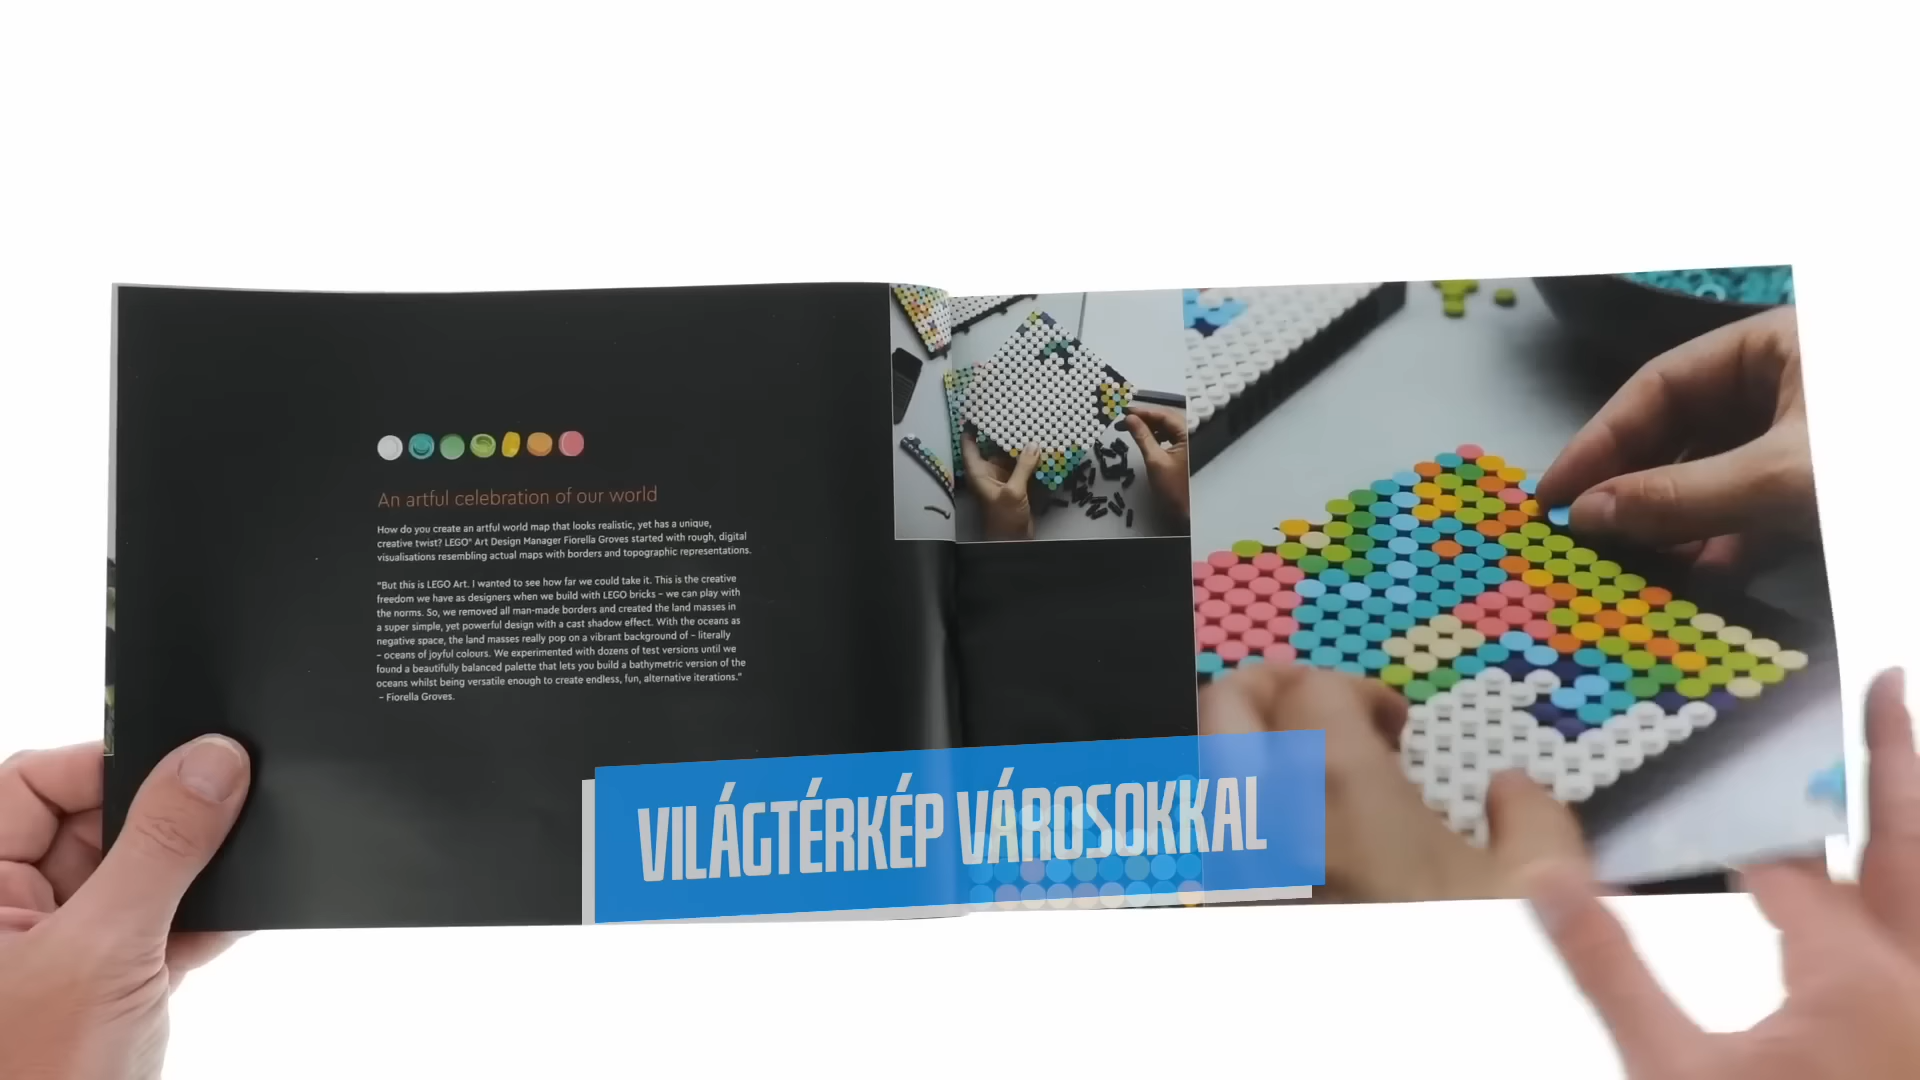 An artful celebration of our world
How do you create an artful world map that looks realistic, yet has a unique,
creative twist? LEGO® Art Design Manager Fiorella Groves started with rough, digital
visualisations resembling actual maps with borders and topographic representations.
“But this is LEGO Art. I wanted to see how far we could take it. This is the creative
freedom we have as designers when we build with LEGO bricks – we can play with
the norms. So, we removed all man-made borders and created the land masses in
a super simple, yet powerful design with a cast shadow effect. With the oceans as
negative space, the land masses really pop on a vibrant background of – literally
– oceans of joyful colours. We experimented with dozens of test versions until we
found a beautifully balanced palette that lets you build a bathymetric version of the
oceans whilst being versatile enough to create endless, fun, alternative iterations.”
– Fiorella Groves.
VILÁGTÉRKÉP VÁROSOKKAL